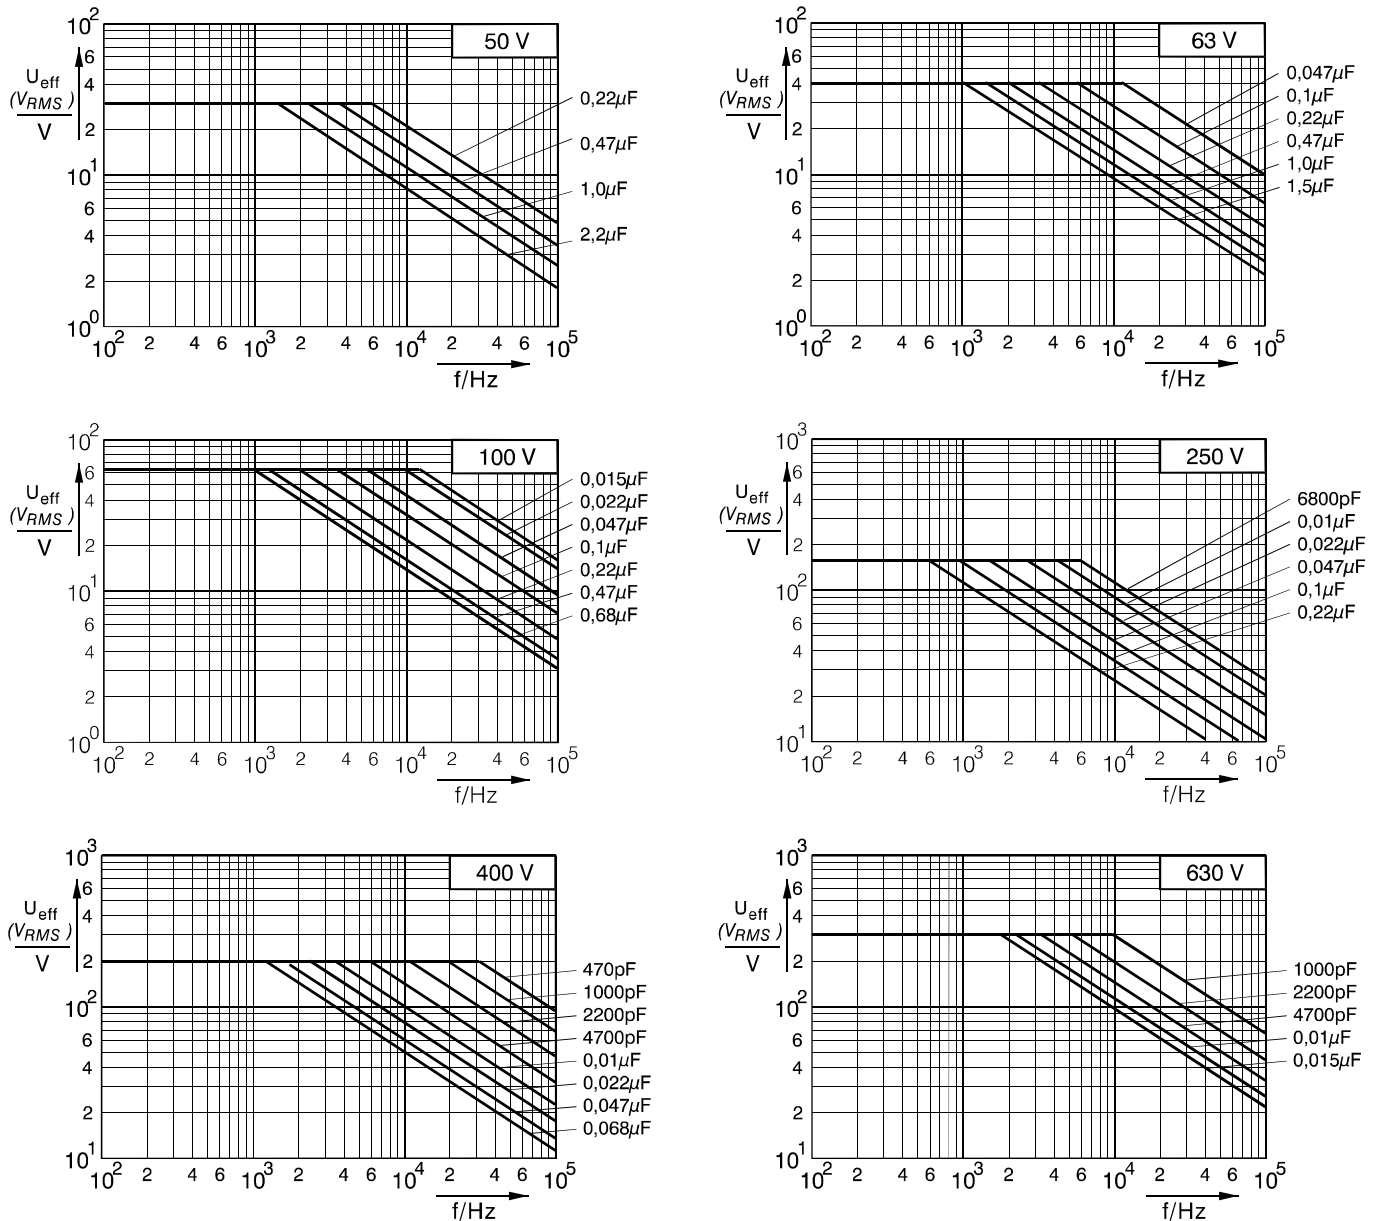 50 V
U_eff
(V_RMS)
V
10²
6
4
2
10¹
6
4
2
10⁰
10² 2 4 6 10³ 2 4 6 10⁴ 2 4 6 10⁵
f/Hz
0,22µF
0,47µF
1,0µF
2,2µF
63 V
U_eff
(V_RMS)
V
10²
6
4
2
10¹
6
4
2
10⁰
10² 2 4 6 10³ 2 4 6 10⁴ 2 4 6 10⁵
f/Hz
0,047µF
0,1µF
0,22µF
0,47µF
1,0µF
1,5µF
100 V
U_eff
(V_RMS)
V
10²
6
4
2
10¹
6
4
2
10⁰
10² 2 4 6 10³ 2 4 6 10⁴ 2 4 6 10⁵
f/Hz
0,015µF
0,022µF
0,047µF
0,1µF
0,22µF
0,47µF
0,68µF
250 V
U_eff
(V_RMS)
V
10³
6
4
2
10²
6
4
2
10¹
10² 2 4 6 10³ 2 4 6 10⁴ 2 4 6 10⁵
f/Hz
6800pF
0,01µF
0,022µF
0,047µF
0,1µF
0,22µF
400 V
U_eff
(V_RMS)
V
10³
6
4
2
10²
6
4
2
10¹
10² 2 4 6 10³ 2 4 6 10⁴ 2 4 6 10⁵
f/Hz
470pF
1000pF
2200pF
4700pF
0,01µF
0,022µF
0,047µF
0,068µF
630 V
U_eff
(V_RMS)
V
10³
6
4
2
10²
6
4
2
10¹
10² 2 4 6 10³ 2 4 6 10⁴ 2 4 6 10⁵
f/Hz
1000pF
2200pF
4700pF
0,01µF
0,015µF